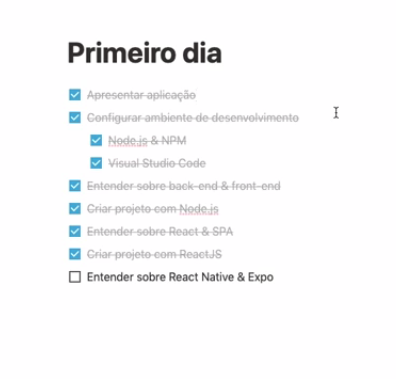 Primeiro dia
Apresentar aplicação
Configurar ambiente de desenvolvimento
Node.js & NPM
Visual Studio Code
Entender sobre back-end & front-end
Criar projeto com Node.js
Entender sobre React & SPA
Criar projeto com ReactJS
Entender sobre React Native & Expo